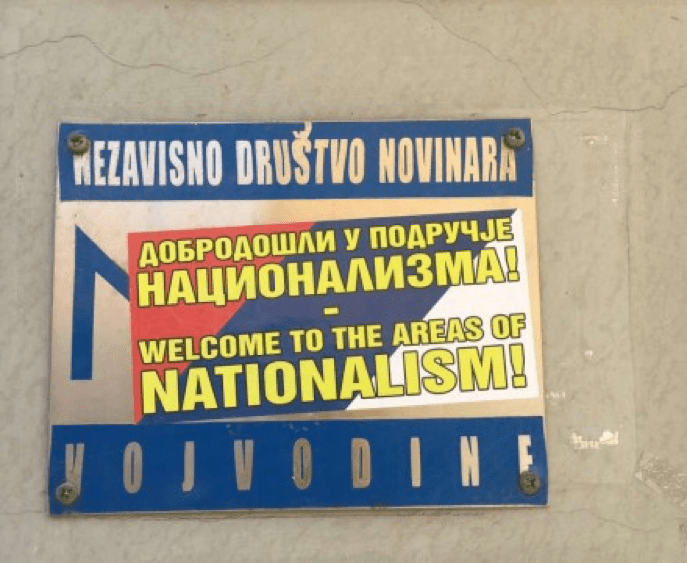 NEZAVISNO DRUŠTVO NOVINARA
ДОБРОДОШЛИ У ПОДРУЧЈЕ
НАЦИОНАЛИЗМА!
-
WELCOME TO THE AREAS OF
NATIONALISM!
VOJVODINE